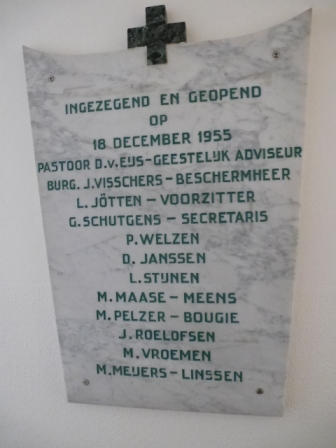 INGEZEGEND EN GEOPEND
OP
18 DECEMBER 1955
PASTOOR D.v.EIJS-GEESTELIJK ADVISEUR
BURG. J.VISSCHERS-BESCHERMHEER
L. JÖTTEN-VOORZITTER
G. SCHUTGENS-SECRETARIS
P. WELZEN
D. JANSSEN
L. STIJNEN
M. MAASE-MEENS
M. PELZER-BOUGIE
J. ROELOFSEN
M. VROEMEN
M. MEIJERS-LINSSEN